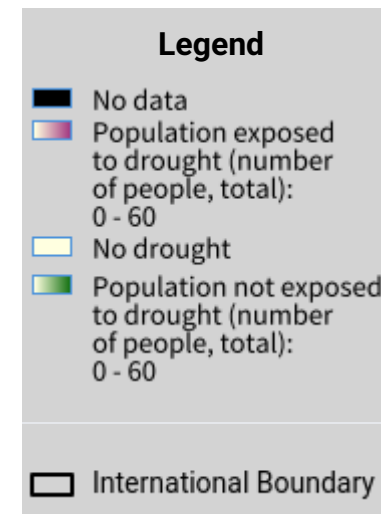 Legend
No data
Population exposed
to drought (number
of people, total):
0 - 60
No drought
Population not exposed
to drought (number
of people, total):
0 - 60
International Boundary